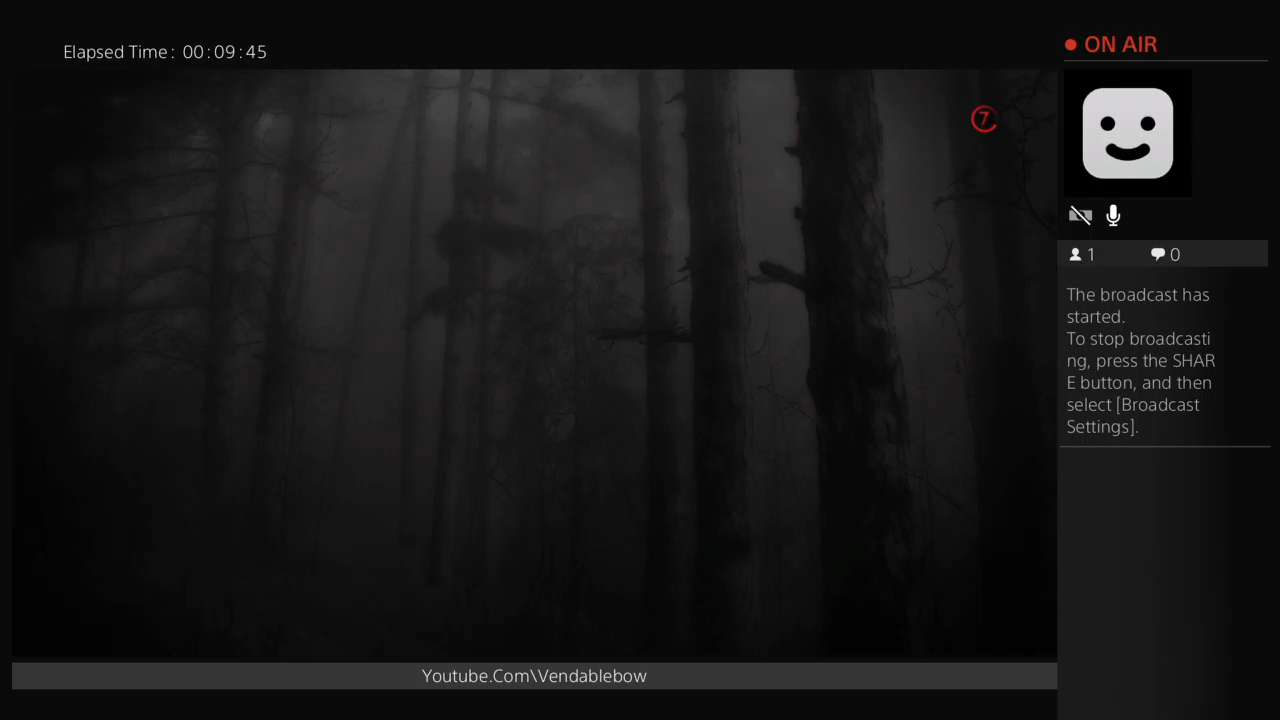 Elapsed Time: 00:09:45
ON AIR
7
1 0
The broadcast has
started.
To stop broadcasti
ng, press the SHAR
E button, and then
select [Broadcast
Settings].
Youtube.Com\Vendablebow